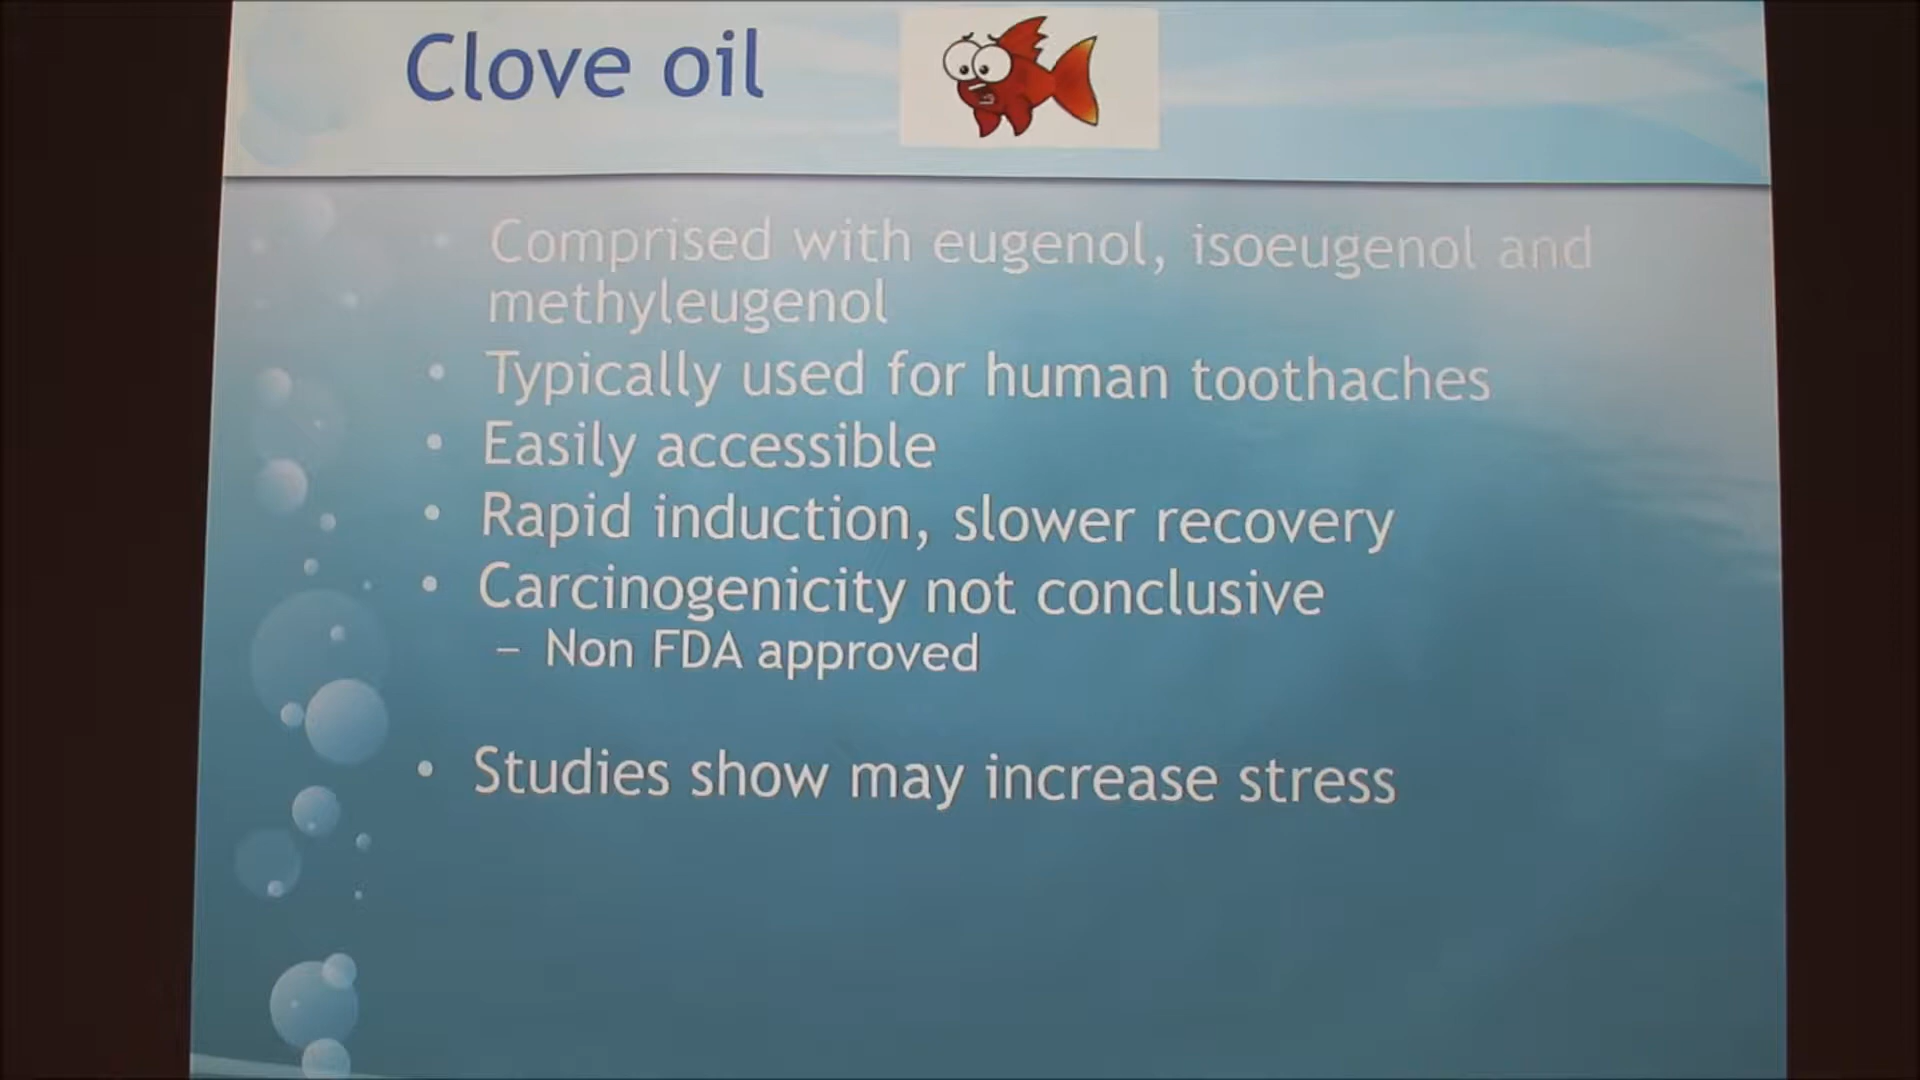 Clove oil
• Comprised with eugenol, isoeugenol and
methyleugenol
• Typically used for human toothaches
• Easily accessible
• Rapid induction, slower recovery
• Carcinogenicity not conclusive
– Non FDA approved
• Studies show may increase stress